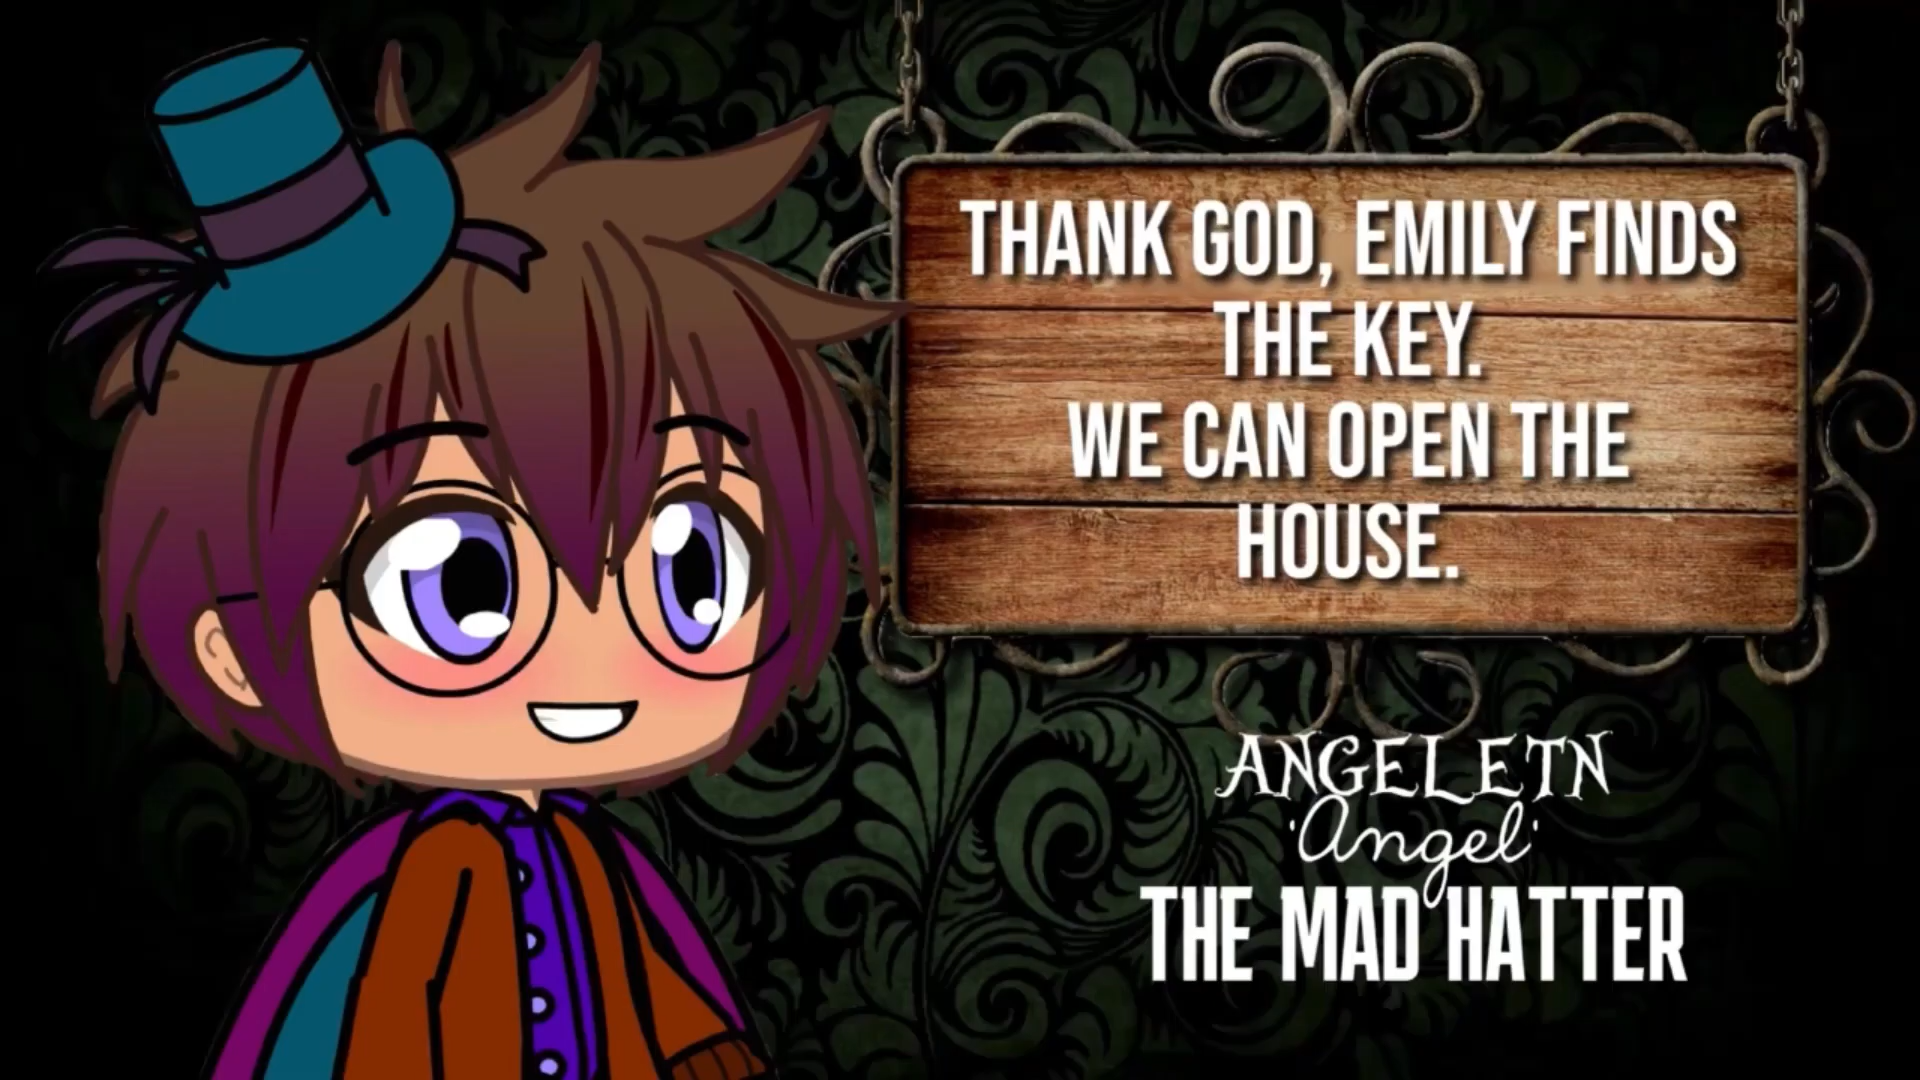 THANK GOD, EMILY FINDS
THE KEY.
WE CAN OPEN THE
HOUSE.
ANGELETN
'Angel'
THE MAD HATTER